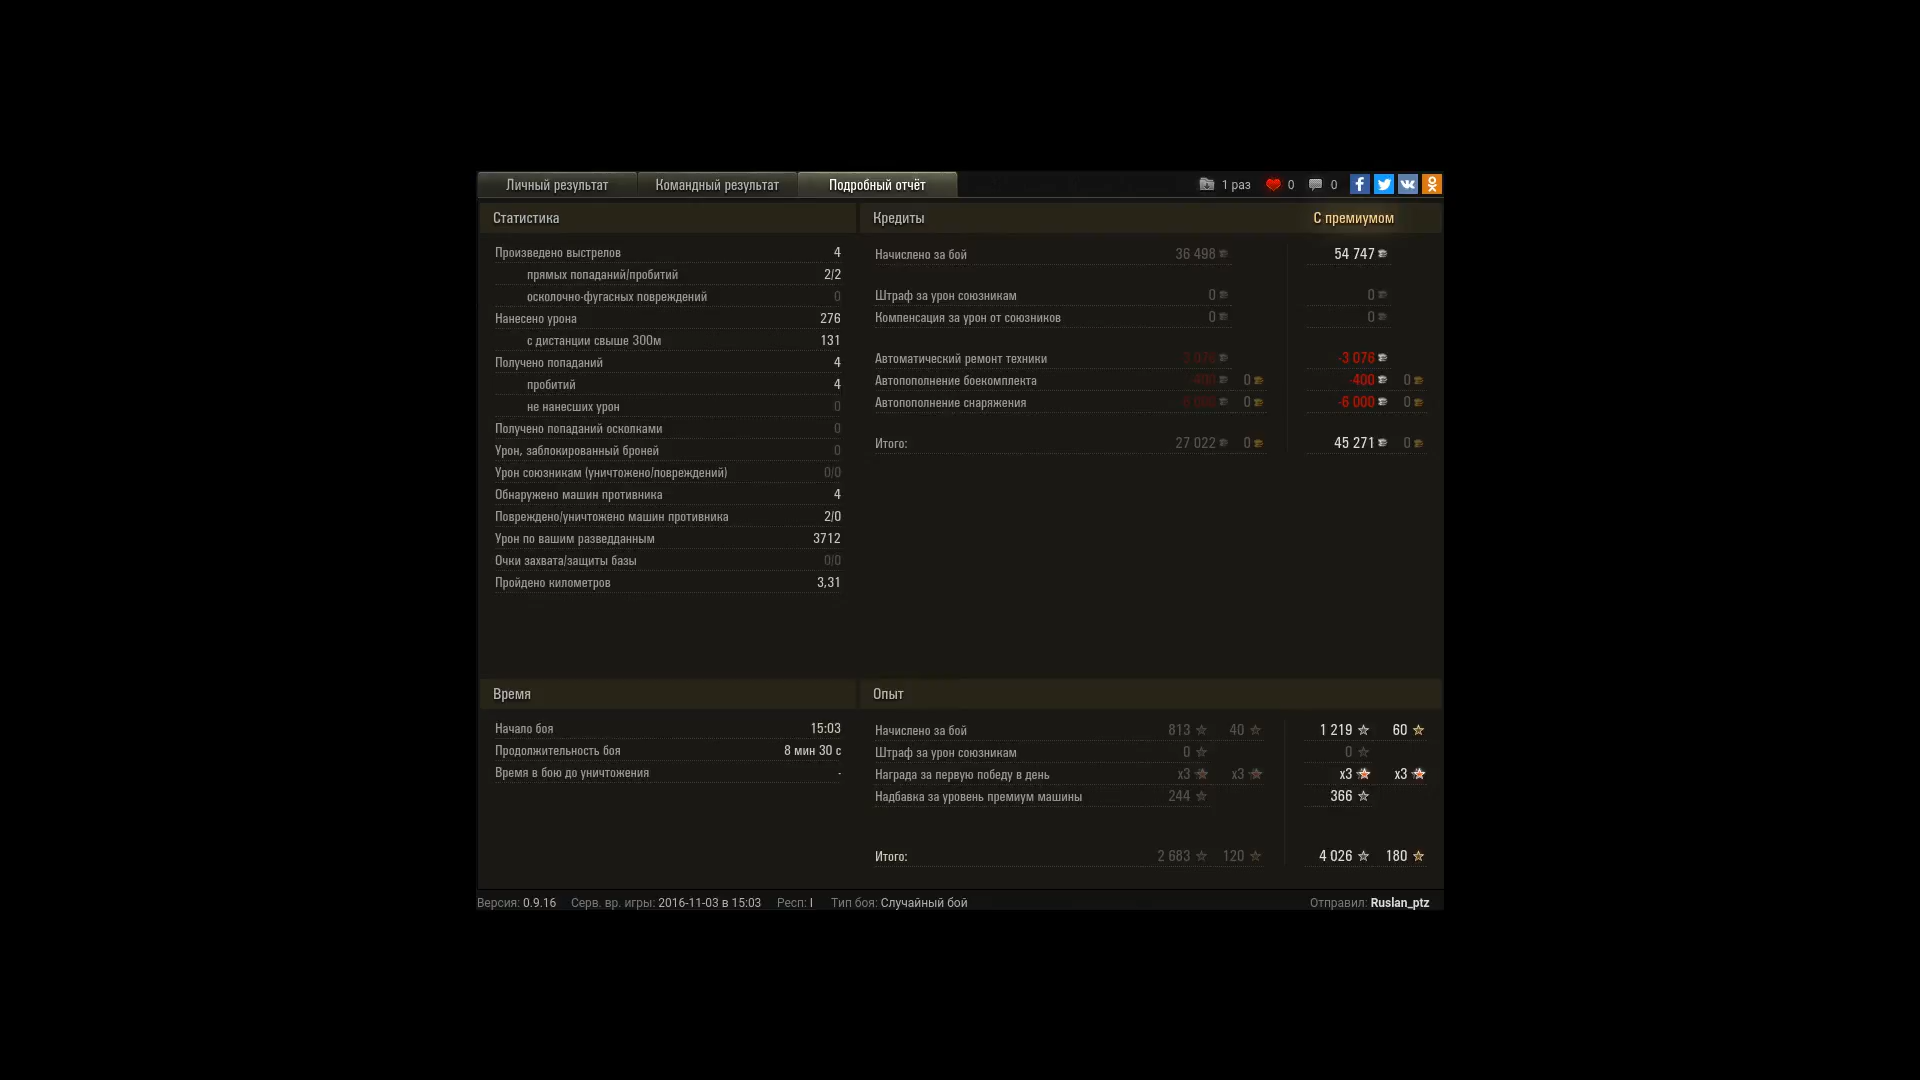 Личный результат Командный результат Подробный отчёт 1 раз 0 0
Статистика
Произведено выстрелов 4
прямых попаданий/пробитий 2/2
осколочно-фугасных повреждений 0
Нанесено урона 276
с дистанции свыше 300м 131
Получено попаданий 4
пробитий 4
не нанесших урон 0
Получено попаданий осколками 0
Урон, заблокированный броней 0
Урон союзникам (уничтожено/повреждений) 0/0
Обнаружено машин противника 4
Повреждено/уничтожено машин противника 2/0
Урон по вашим разведданным 3712
Очки захвата/защиты базы 0/0
Пройдено километров 3,31
Кредиты С премиумом
Начислено за бой 36 498 54 747
Штраф за урон союзникам 0 0
Компенсация за урон от союзников 0 0
Автоматический ремонт техники -3 076 -3 076
Автопополнение боекомплекта -400 0 -400 0
Автопополнение снаряжения -6 000 0 -6 000 0
Итого: 27 022 0 45 271 0
Время
Начало боя 15:03
Продолжительность боя 8 мин 30 с
Время в бою до уничтожения -
Опыт
Начислено за бой 813 40 1 219 60
Штраф за урон союзникам 0 0
Награда за первую победу в день x3 x3 x3 x3
Надбавка за уровень премиум машины 244 366
Итого: 2 683 120 4 026 180
Версия: 0.9.16 Серв. вр. игры: 2016-11-03 в 15:03 Респ: I Тип боя: Случайный бой Отправил: Ruslan_ptz